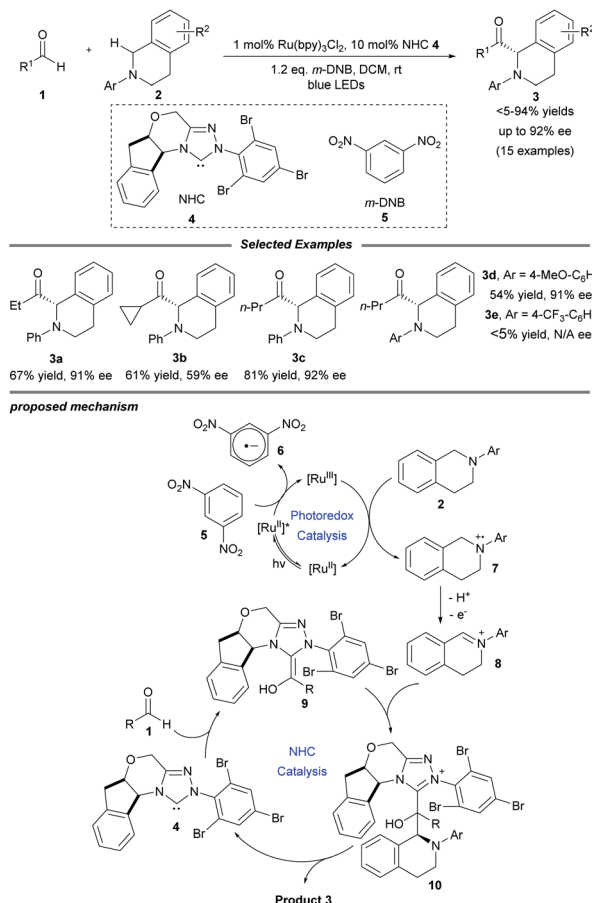 1 mol% Ru(bpy)3Cl2, 10 mol% NHC 4
1.2 eq. m-DNB, DCM, rt
blue LEDs
O
R1
H
1
+
H
R2
N
Ar
2
O
R1
R2
N
Ar
3
<5-94% yields
up to 92% ee
(15 examples)
O
N
N
N
Br
Br
Br
NHC
4
O2N
NO2
m-DNB
5
Selected Examples
O
Et
N
Ph
3a
67% yield, 91% ee
O
N
Ph
3b
61% yield, 59% ee
O
n-Pr
N
Ph
3c
81% yield, 92% ee
O
n-Pr
N
Ar
3d, Ar = 4-MeO-C6H
54% yield, 91% ee
3e, Ar = 4-CF3-C6H
<5% yield, N/A ee
proposed mechanism
O2N
NO2
•−
6
O2N
NO2
5
[RuIII]
[RuII]*
hν
[RuII]
Photoredox
Catalysis
N
Ar
2
N+•
Ar
7
- H+
- e-
N+
Ar
8
O
N
N
N
Br
Br
Br
HO
R
9
O
R
H
1
NHC
Catalysis
O
N
N
N
Br
Br
Br
4
O
N
N+
N
Br
Br
Br
HO
R
N
Ar
10
Product 3